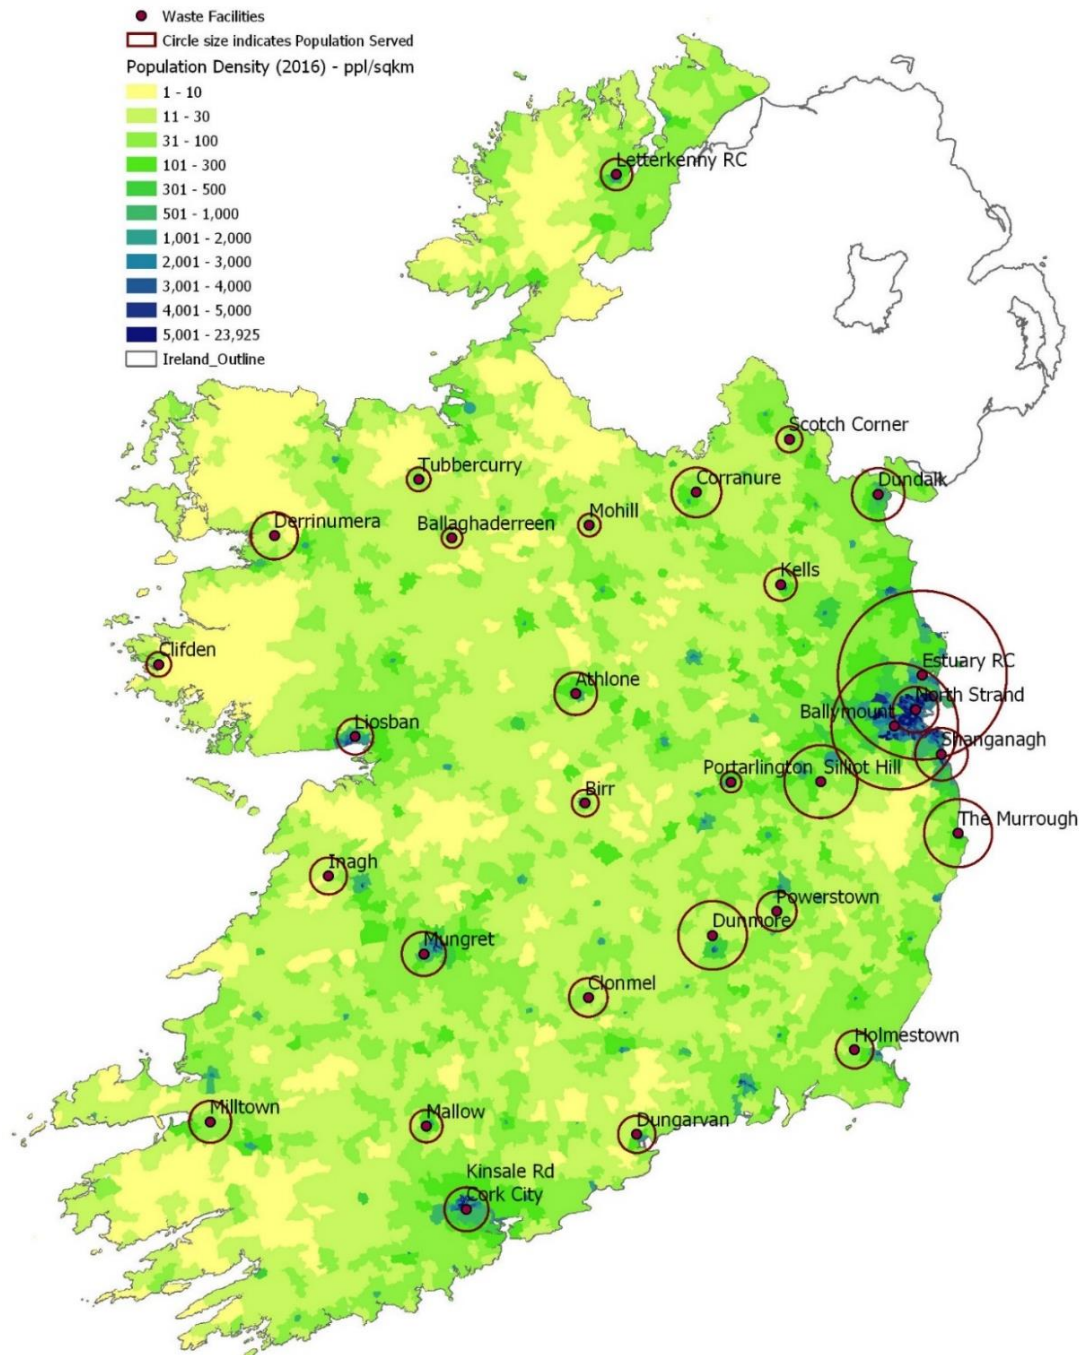 Waste Facilities
Circle size indicates Population Served
Population Density (2016) - ppl/sqkm
1 - 10
11 - 30
31 - 100
101 - 300
301 - 500
501 - 1,000
1,001 - 2,000
2,001 - 3,000
3,001 - 4,000
4,001 - 5,000
5,001 - 23,925
Ireland_Outline
Letterkenny RC
Scotch Corner
Tubbercurry
Corranure
Dundalk
Mohill
Derrinumera
Ballaghaderreen
Kells
Clifden
Estuary RC
Athlone
North Strand
Ballymount
Liosban
Shanganagh
Portarlington
Silliot Hill
Birr
The Murrough
Inagh
Powerstown
Dunmore
Mungret
Clonmel
Holmestown
Milltown
Mallow
Dungarvan
Kinsale Rd
Cork City